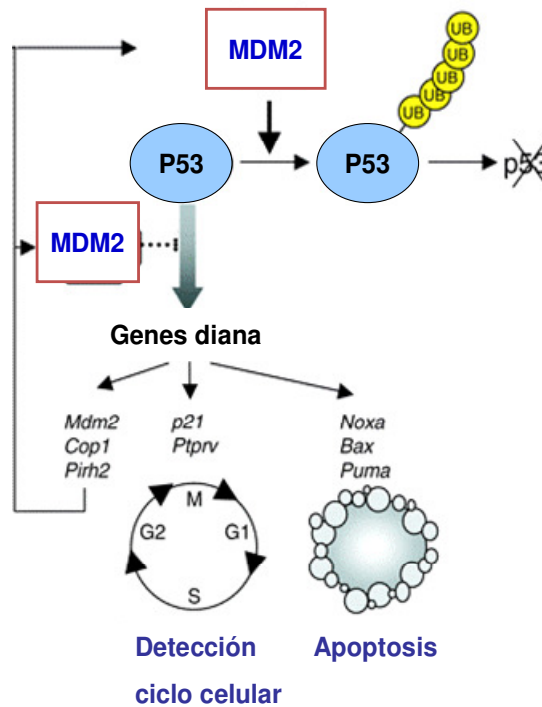 MDM2
UB
UB
UB
UB
UB
P53
P53
p53
MDM2
Genes diana
Mdm2
Cop1
Pirh2
p21
Ptprv
Noxa
Bax
Puma
M
G2
G1
S
Detección
ciclo celular
Apoptosis